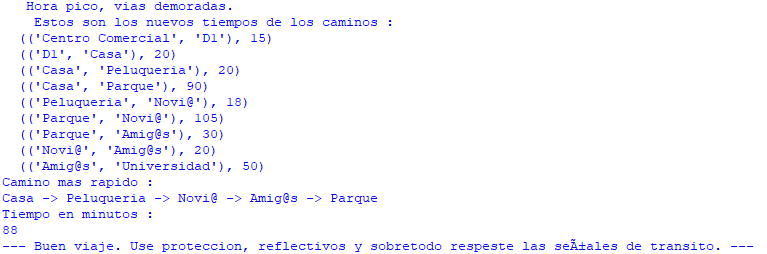 Hora pico, vias demoradas.
Estos son los nuevos tiempos de los caminos :
(('Centro Comercial', 'D1'), 15)
(('D1', 'Casa'), 20)
(('Casa', 'Peluqueria'), 20)
(('Casa', 'Parque'), 90)
(('Peluqueria', 'Novi@'), 18)
(('Parque', 'Novi@'), 105)
(('Parque', 'Amig@s'), 30)
(('Novi@', 'Amig@s'), 20)
(('Amig@s', 'Universidad'), 50)
Camino mas rapido :
Casa -> Peluqueria -> Novi@ -> Amig@s -> Parque
Tiempo en minutos :
88
--- Buen viaje. Use proteccion, reflectivos y sobretodo respeste las seÃ±ales de transito. ---